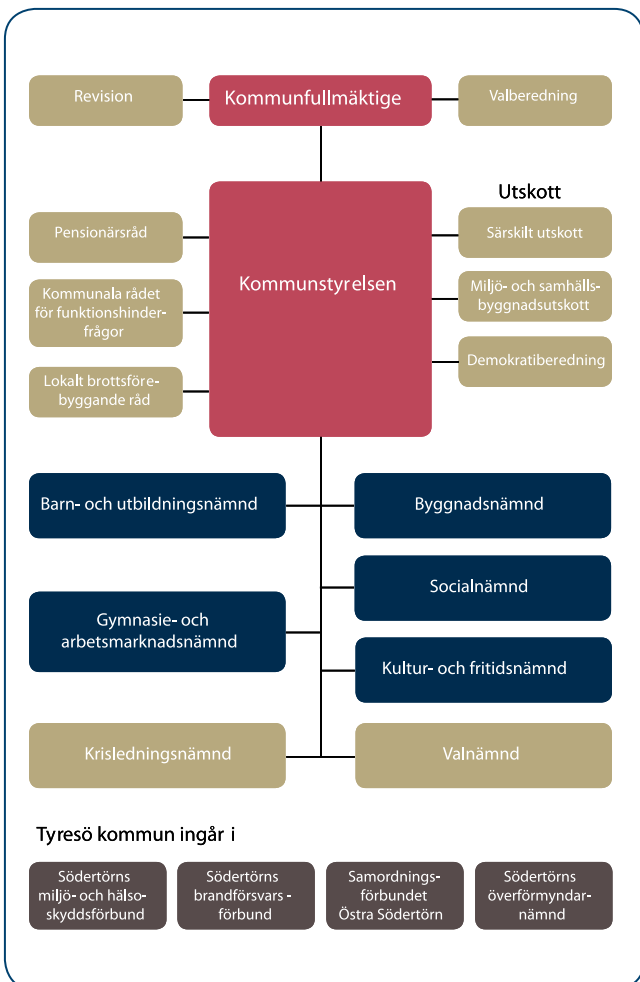 Revision
Kommunfullmäktige
Valberedning
Utskott
Pensionärsråd
Kommunala rådet
för funktionshinder-
frågor
Lokalt brottsföre-
byggande råd
Kommunstyrelsen
Särskilt utskott
Miljö- och samhälls-
byggnadsutskott
Demokratiberedning
Barn- och utbildningsnämnd
Byggnadsnämnd
Socialnämnd
Gymnasie- och
arbetsmarknadsnämnd
Kultur- och fritidsnämnd
Krisledningsnämnd
Valnämnd
Tyresö kommun ingår i
Södertörns
miljö- och hälso-
skyddsförbund
Södertörns
brandförsvars -
förbund
Samordnings-
förbundet
Östra Södertörn
Södertörns
överförmyndar-
nämnd